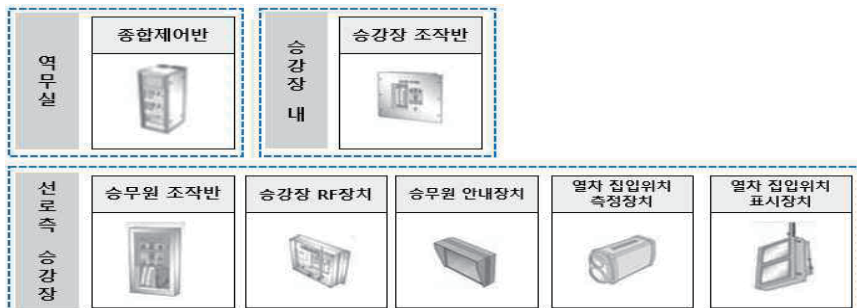 역무실
종합제어반
승강장 내
승강장 조작반
선로측 승강장
승무원 조작반
승강장 RF장치
승무원 안내장치
열차 집입위치
측정장치
열차 집입위치
표시장치